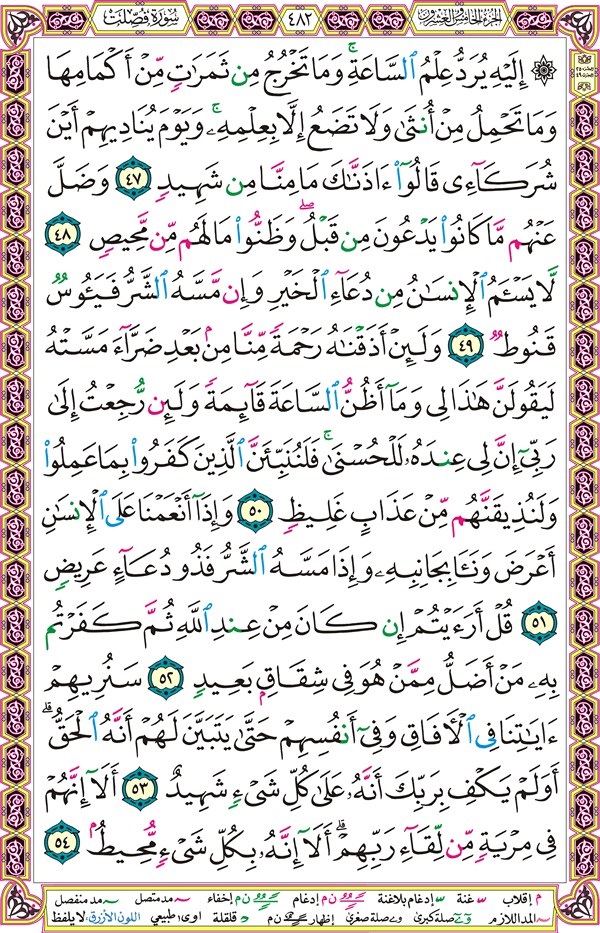 سُورَةُ فُصِّلَتْ ٤٨٢ الجزء الخامس والعشرون
۞ إِلَيْهِ يُرَدُّ عِلْمُ ٱلسَّاعَةِ ۚ وَمَا تَخْرُجُ مِن ثَمَرَٰتٍ مِّنْ أَكْمَامِهَا
وَمَا تَحْمِلُ مِنْ أُنثَىٰ وَلَا تَضَعُ إِلَّا بِعِلْمِهِۦ ۚ وَيَوْمَ يُنَادِيهِمْ أَيْنَ
شُرَكَآءِى قَالُوٓا۟ ءَاذَنَّـٰكَ مَا مِنَّا مِن شَهِيدٍ ٤٧ وَضَلَّ
عَنْهُم مَّا كَانُوا۟ يَدْعُونَ مِن قَبْلُ ۖ وَظَنُّوا۟ مَا لَهُم مِّن مَّحِيصٍ ٤٨
لَّا يَسْـَٔمُ ٱلْإِنسَـٰنُ مِن دُعَآءِ ٱلْخَيْرِ وَإِن مَّسَّهُ ٱلشَّرُّ فَيَـُٔوسٌ
قَنُوطٌ ٤٩ وَلَئِنْ أَذَقْنَـٰهُ رَحْمَةً مِّنَّا مِنۢ بَعْدِ ضَرَّآءَ مَسَّتْهُ
لَيَقُولَنَّ هَـٰذَا لِى وَمَآ أَظُنُّ ٱلسَّاعَةَ قَآئِمَةً وَلَئِن رُّجِعْتُ إِلَىٰ
رَبِّىٓ إِنَّ لِى عِندَهُۥ لَلْحُسْنَىٰ ۚ فَلَنُنَبِّئَنَّ ٱلَّذِينَ كَفَرُوا۟ بِمَا عَمِلُوا۟
وَلَنُذِيقَنَّهُم مِّنْ عَذَابٍ غَلِيظٍ ٥٠ وَإِذَآ أَنْعَمْنَا عَلَى ٱلْإِنسَـٰنِ
أَعْرَضَ وَنَـَٔا بِجَانِبِهِۦ وَإِذَا مَسَّهُ ٱلشَّرُّ فَذُو دُعَآءٍ عَرِيضٍ
٥١ قُلْ أَرَءَيْتُمْ إِن كَانَ مِنْ عِندِ ٱللَّهِ ثُمَّ كَفَرْتُم
بِهِۦ مَنْ أَضَلُّ مِمَّنْ هُوَ فِى شِقَاقٍۭ بَعِيدٍ ٥٢ سَنُرِيهِمْ
ءَايَـٰتِنَا فِى ٱلْـَٔافَاقِ وَفِىٓ أَنفُسِهِمْ حَتَّىٰ يَتَبَيَّنَ لَهُمْ أَنَّهُ ٱلْحَقُّ ۗ
أَوَلَمْ يَكْفِ بِرَبِّكَ أَنَّهُۥ عَلَىٰ كُلِّ شَىْءٍ شَهِيدٌ ٥٣ أَلَآ إِنَّهُمْ
فِى مِرْيَةٍ مِّن لِّقَآءِ رَبِّهِمْ ۗ أَلَآ إِنَّهُۥ بِكُلِّ شَىْءٍ مُّحِيطٌۢ ٥٤
م إقلاب غنة إدغام بلاغنة ن م إدغام إخفاء مد متصل مد منفصل
المد اللازم صلة كبرى صلة صغرى إظهار ن م قلقلة اوى طبيعي اللون الأزرق: لا يلفظ